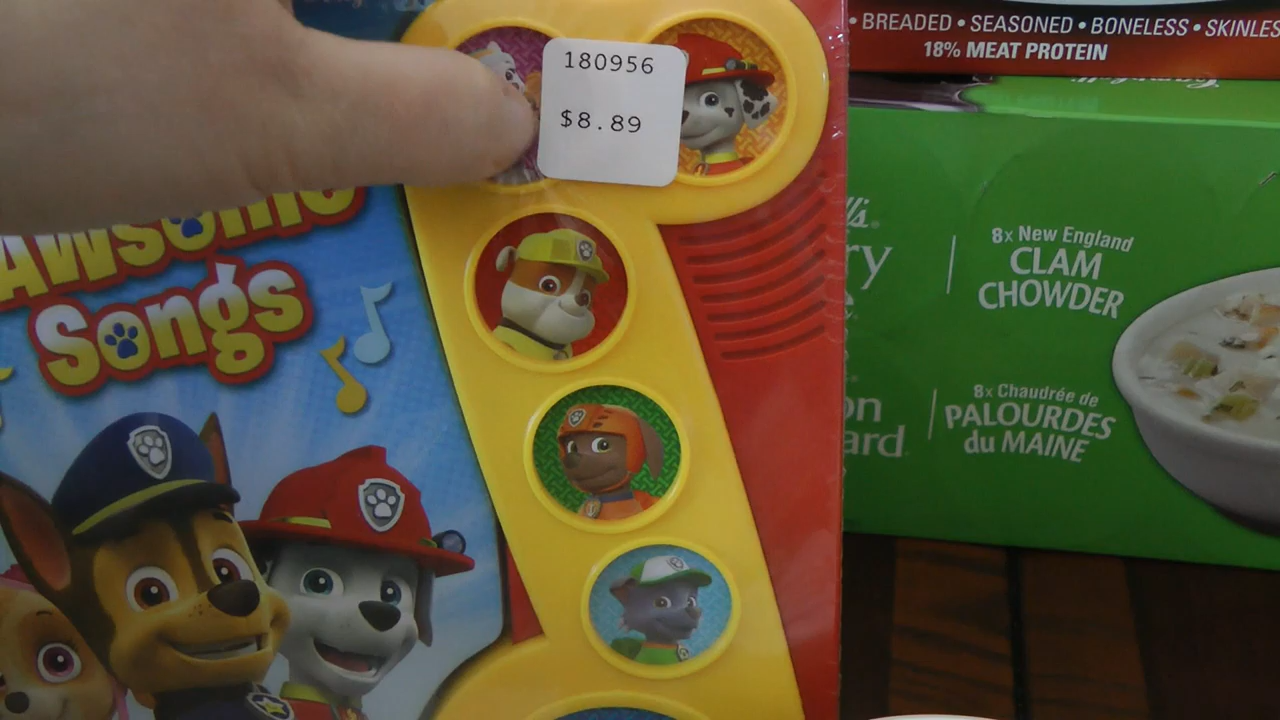 180956
$8.89
Songs
• BREADED • SEASONED • BONELESS •
18% MEAT PROTEIN
8x New England
CLAM
CHOWDER
8x Chaudrée de
PALOURDES
du MAINE